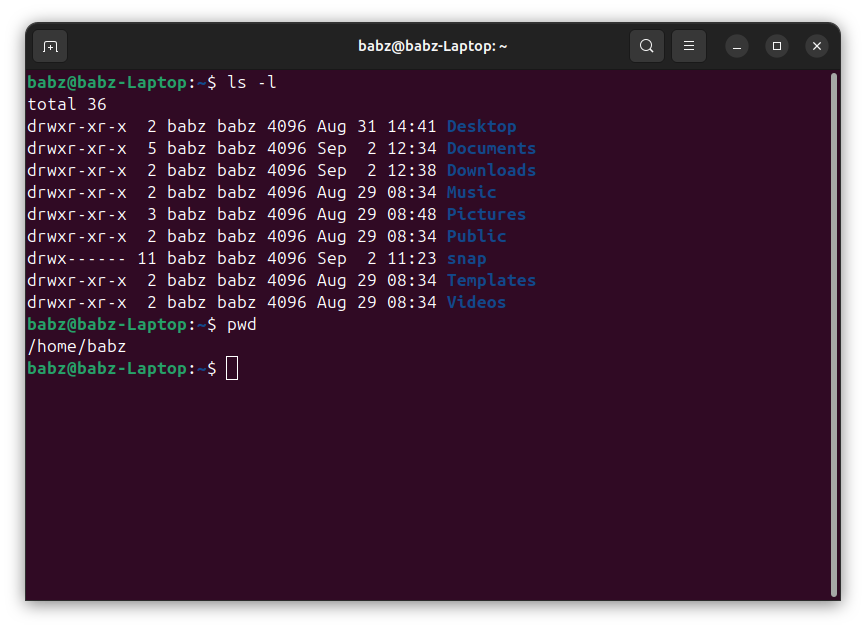 babz@babz-Laptop: ~
babz@babz-Laptop:~$ ls -l
total 36
drwxr-xr-x  2 babz babz 4096 Aug 31 14:41 Desktop
drwxr-xr-x  5 babz babz 4096 Sep  2 12:34 Documents
drwxr-xr-x  2 babz babz 4096 Sep  2 12:38 Downloads
drwxr-xr-x  2 babz babz 4096 Aug 29 08:34 Music
drwxr-xr-x  3 babz babz 4096 Aug 29 08:48 Pictures
drwxr-xr-x  2 babz babz 4096 Aug 29 08:34 Public
drwx------ 11 babz babz 4096 Sep  2 11:23 snap
drwxr-xr-x  2 babz babz 4096 Aug 29 08:34 Templates
drwxr-xr-x  2 babz babz 4096 Aug 29 08:34 Videos
babz@babz-Laptop:~$ pwd
/home/babz
babz@babz-Laptop:~$